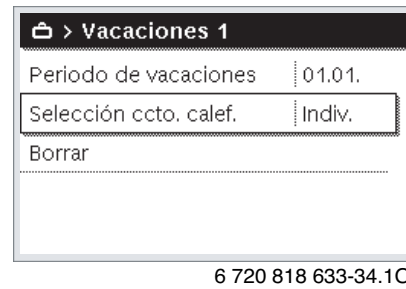 > Vacaciones 1
Periodo de vacaciones 01.01.
Selección ccto. calef. Indiv.
Borrar
6 720 818 633-34.1O